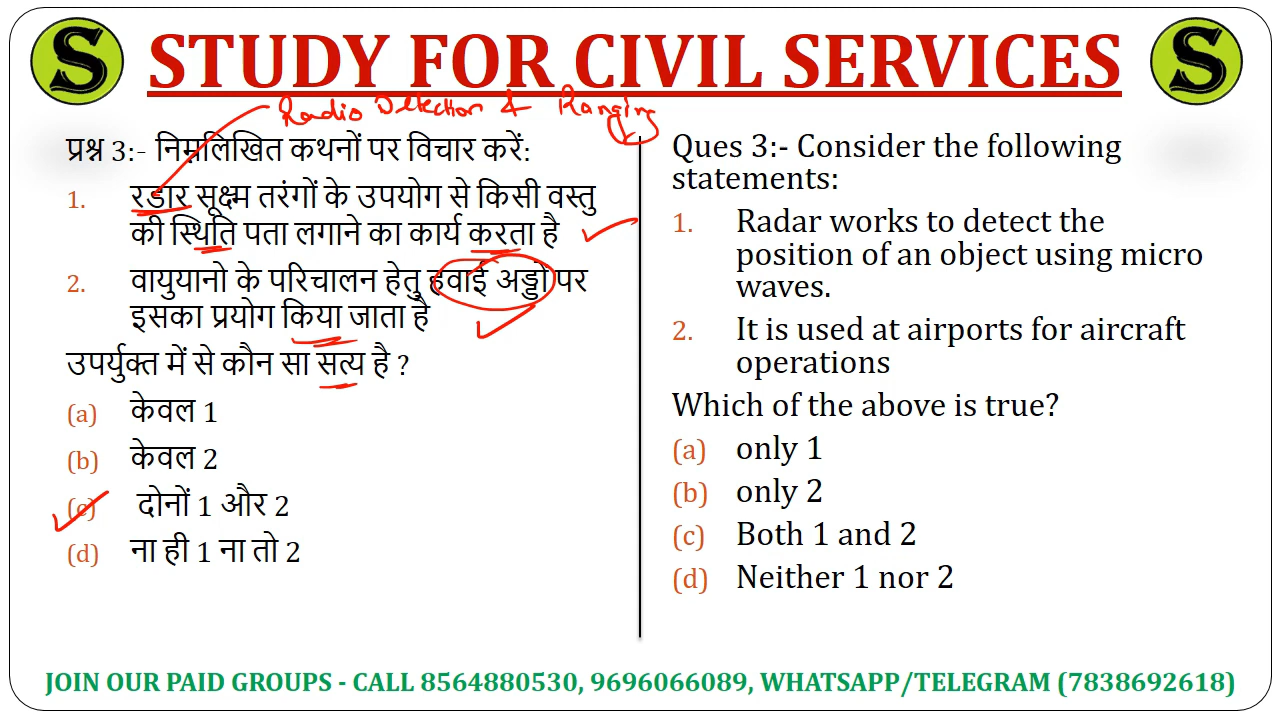 S STUDY FOR CIVIL SERVICES S
Radio Detection & Ranging
प्रश्न 3:- निम्नलिखित कथनों पर विचार करें:
1. रडार सूक्ष्म तरंगों के उपयोग से किसी वस्तु
की स्थिति पता लगाने का कार्य करता है
2. वायुयानो के परिचालन हेतु हवाई अड्डो पर
इसका प्रयोग किया जाता है
उपर्युक्त में से कौन सा सत्य है ?
(a) केवल 1
(b) केवल 2
(c) दोनों 1 और 2
(d) ना ही 1 ना तो 2
Ques 3:- Consider the following
statements:
1. Radar works to detect the
position of an object using micro
waves.
2. It is used at airports for aircraft
operations
Which of the above is true?
(a) only 1
(b) only 2
(c) Both 1 and 2
(d) Neither 1 nor 2
JOIN OUR PAID GROUPS - CALL 8564880530, 9696066089, WHATSAPP/TELEGRAM (7838692618)